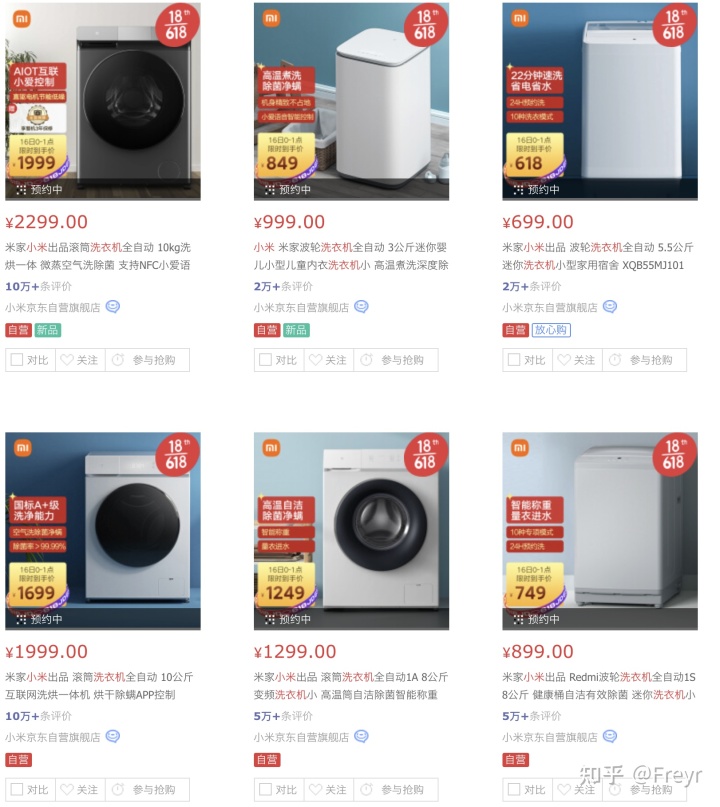 18th
618
AIOT互联
小爱控制
16日0-1点
限时到手价
1999
预约中
¥2299.00
米家小米出品滚筒洗衣机全自动 10kg洗
烘一体 微蒸空气洗除菌 支持NFC小爱语
10万+条评价
小米京东自营旗舰店
自营 新品
对比 关注 参与抢购
18th
618
高温煮洗
除菌净螨
机身精致不占地
小爱语音智能控制
16日0-1点
限时到手价
849
预约中
¥999.00
小米 米家波轮洗衣机全自动 3公斤迷你婴
儿小型儿童内衣洗衣机小 高温煮洗深度除
2万+条评价
小米京东自营旗舰店
自营 新品
对比 关注 参与抢购
18th
618
22分钟速洗
省电省水
24H预约洗
10种洗衣模式
16日0-1点
限时到手价
618
预约中
¥699.00
米家小米出品 波轮洗衣机全自动 5.5公斤
迷你洗衣机小型家用宿舍 XQB55MJ101
2万+条评价
小米京东自营旗舰店
自营 放心购
对比 关注 参与抢购
18th
618
国标A+级
洗净能力
空气洗除菌净螨
除菌率>99.99%
16日0-1点
限时到手价
1699
预约中
¥1999.00
米家小米出品 滚筒洗衣机全自动 10公斤
互联网洗烘一体机 烘干除螨APP控制
10万+条评价
小米京东自营旗舰店
自营
对比 关注 参与抢购
18th
618
高温自洁
除菌净螨
智能称重
量衣进水
16日0-1点
限时到手价
1249
预约中
¥1299.00
米家小米出品 滚筒洗衣机全自动1A 8公斤
变频洗衣机小 高温筒自洁除菌智能称重
5万+条评价
小米京东自营旗舰店
自营
对比 关注 参与抢购
18th
618
智能称重
量衣进水
10种专项模式
24H预约洗
16日0-1点
限时到手价
749
预约中
¥899.00
米家小米出品 Redmi波轮洗衣机全自动1S
8公斤 健康桶自洁有效除菌 迷你洗衣机小
5万+条评价
小米京东自营旗舰店
自营
对比 关注 参与抢购
知乎 @Freyr